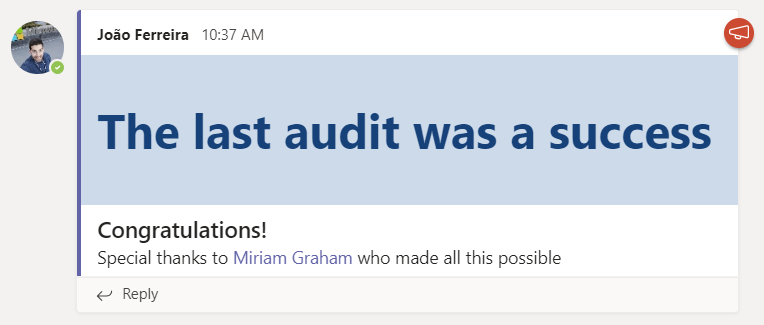 João Ferreira 10:37 AM
The last audit was a success
Congratulations!
Special thanks to Miriam Graham who made all this possible
Reply